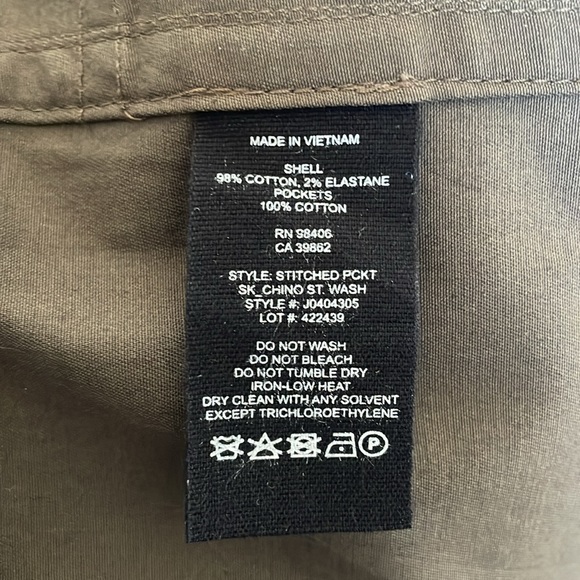 MADE IN VIETNAM
SHELL
98% COTTON, 2% ELASTANE
POCKETS
100% COTTON
RN 98406
CA 39862
STYLE: STITCHED PCKT
SK_CHINO ST. WASH
STYLE #: J0404305
LOT #: 422439
DO NOT WASH
DO NOT BLEACH
DO NOT TUMBLE DRY
IRON-LOW HEAT
DRY CLEAN WITH ANY SOLVENT
EXCEPT TRICHLOROETHYLENE
P